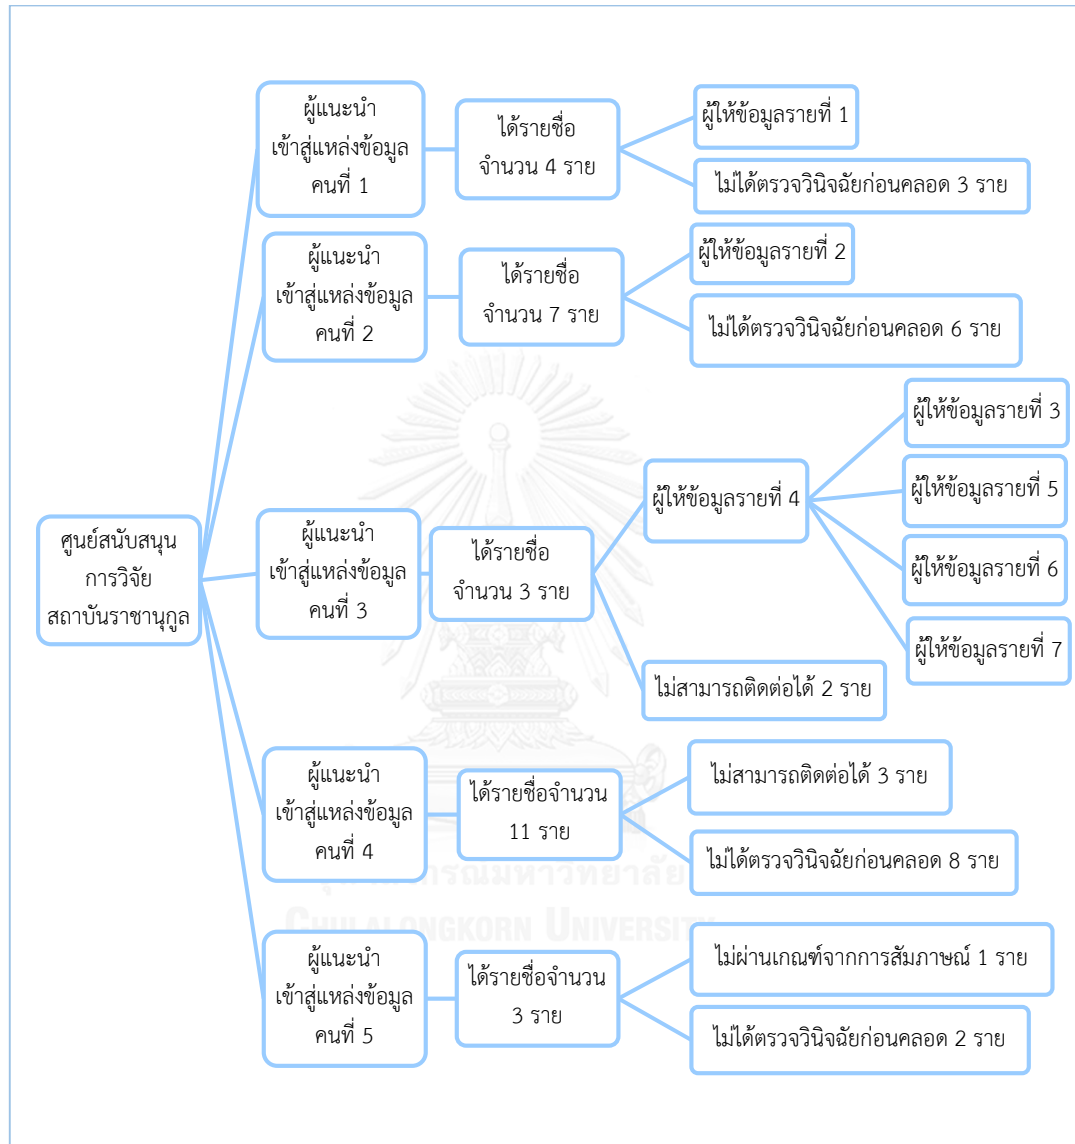 ศูนย์สนับสนุน
การวิจัย
สถาบันราชานุกูล
ผู้แนะนำ
เข้าสู่แหล่งข้อมูล
คนที่ 1
ได้รายชื่อ
จำนวน 4 ราย
ผู้ให้ข้อมูลรายที่ 1
ไม่ได้ตรวจวินิจฉัยก่อนคลอด 3 ราย
ผู้แนะนำ
เข้าสู่แหล่งข้อมูล
คนที่ 2
ได้รายชื่อ
จำนวน 7 ราย
ผู้ให้ข้อมูลรายที่ 2
ไม่ได้ตรวจวินิจฉัยก่อนคลอด 6 ราย
ผู้แนะนำ
เข้าสู่แหล่งข้อมูล
คนที่ 3
ได้รายชื่อ
จำนวน 3 ราย
ผู้ให้ข้อมูลรายที่ 4
ผู้ให้ข้อมูลรายที่ 3
ผู้ให้ข้อมูลรายที่ 5
ผู้ให้ข้อมูลรายที่ 6
ผู้ให้ข้อมูลรายที่ 7
ไม่สามารถติดต่อได้ 2 ราย
ผู้แนะนำ
เข้าสู่แหล่งข้อมูล
คนที่ 4
ได้รายชื่อจำนวน
11 ราย
ไม่สามารถติดต่อได้ 3 ราย
ไม่ได้ตรวจวินิจฉัยก่อนคลอด 8 ราย
ผู้แนะนำ
เข้าสู่แหล่งข้อมูล
คนที่ 5
ได้รายชื่อจำนวน
3 ราย
ไม่ผ่านเกณฑ์จากการสัมภาษณ์ 1 ราย
ไม่ได้ตรวจวินิจฉัยก่อนคลอด 2 ราย
CHULALONGKORN UNIVERSITY